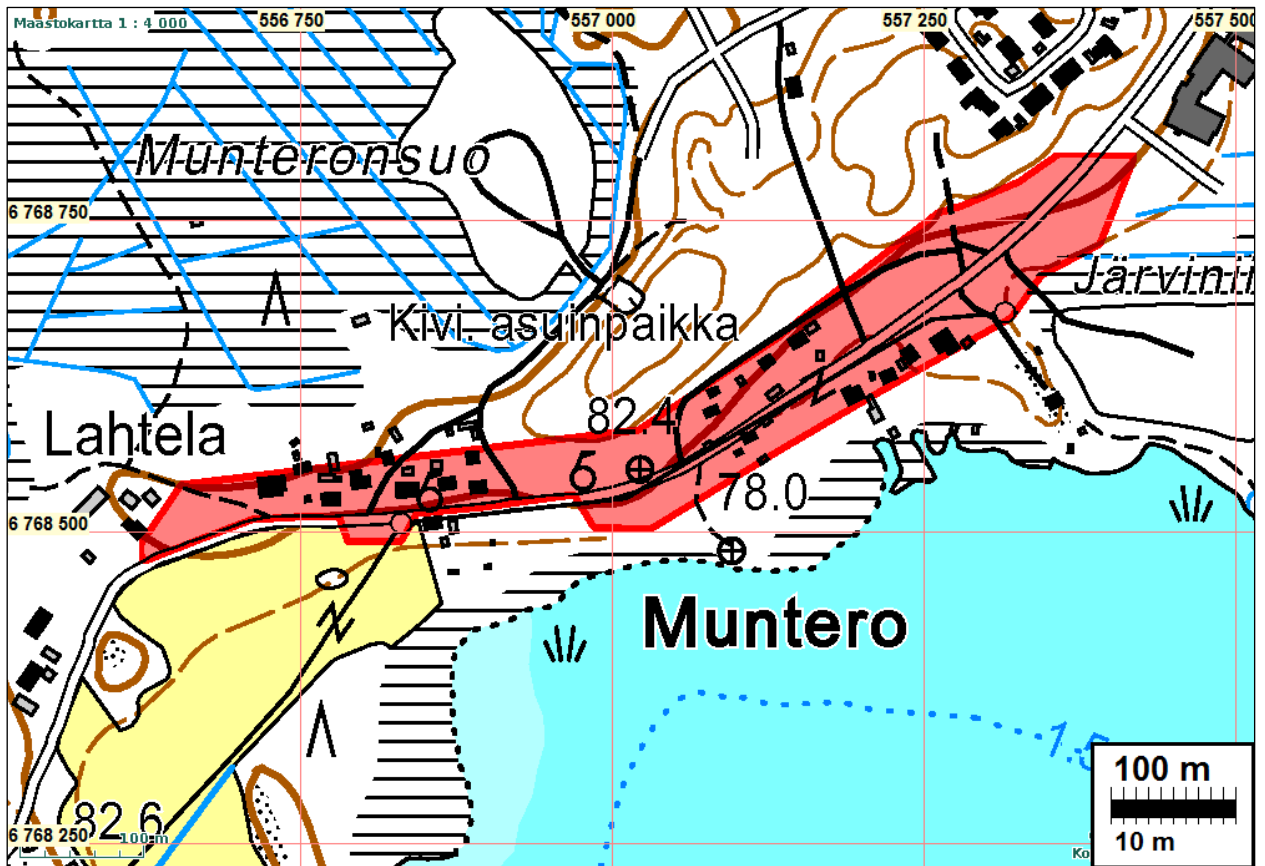 Maastokartta 1 : 4 000
556 750
557 000
557 250
557 500
Munteronsuo
6 768 750
Järvinii
Kivi. asuinpaikka
82.4
Lahtela
5
6
78.0
6 768 500
Muntero
1.5
82.6
6 768 250
100 m
100 m
10 m
Ko